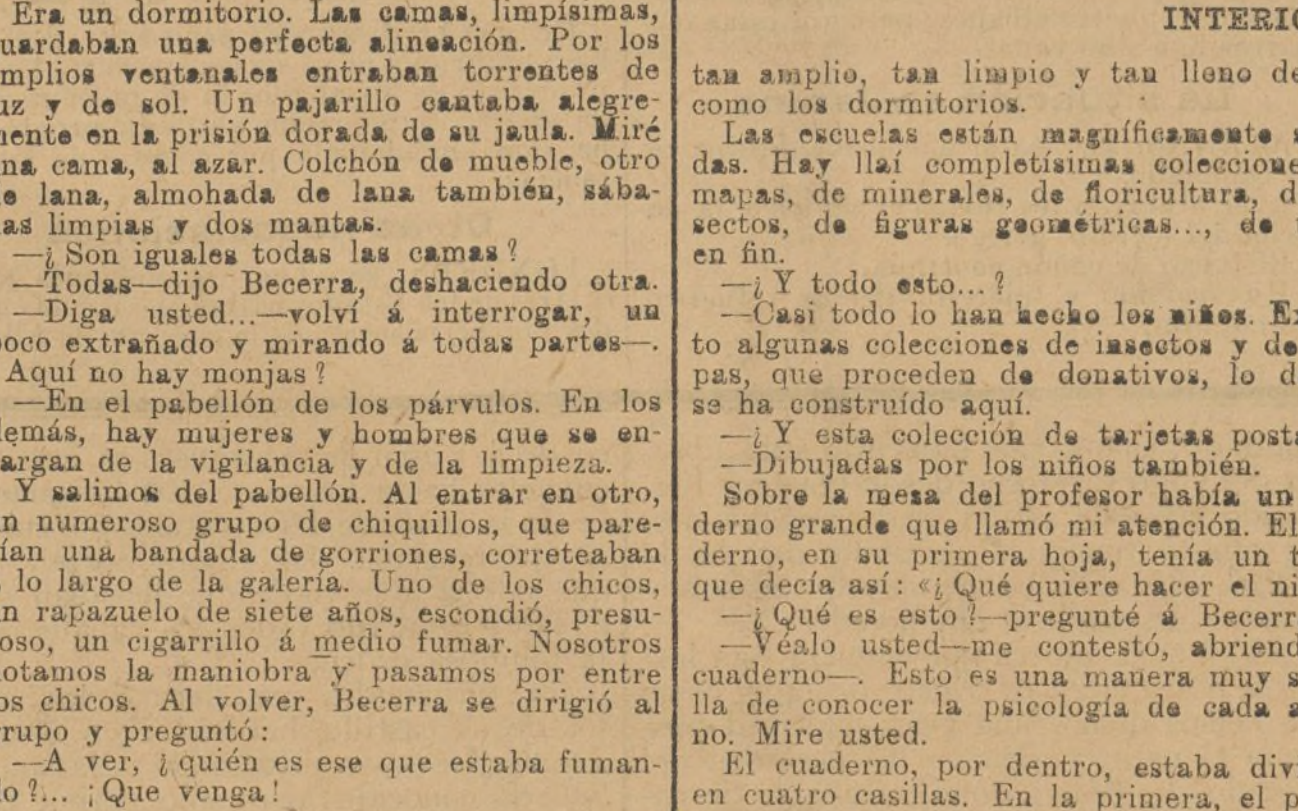 Era un dormitorio. Las camas, limpísimas,
uardaban una perfecta alineación. Por los
mplios ventanales entraban torrentes de
uz y de sol. Un pajarillo cantaba alegre-
mente en la prisión dorada de su jaula. Miré
na cama, al azar. Colchón de mueble, otro
e lana, almohada de lana también, sába-
as limpias y dos mantas.
—¿Son iguales todas las camas?
—Todas—dijo Becerra, deshaciendo otra.
—Diga usted...—volví á interrogar, un
oco extrañado y mirando á todas partes—.
Aquí no hay monjas?
—En el pabellón de los párvulos. En los
demás, hay mujeres y hombres que se en-
argan de la vigilancia y de la limpieza.
Y salimos del pabellón. Al entrar en otro,
n numeroso grupo de chiquillos, que pare-
ían una bandada de gorriones, correteaban
lo largo de la galería. Uno de los chicos,
n rapazuelo de siete años, escondió, presu-
oso, un cigarrillo á medio fumar. Nosotros
notamos la maniobra y pasamos por entre
os chicos. Al volver, Becerra se dirigió al
rupo y preguntó:
—A ver, ¿quién es ese que estaba fuman-
do?... ¡Que venga!
INTERIO
tan amplio, tan limpio y tan lleno de
como los dormitorios.
Las escuelas están magníficamente s
das. Hay llaí completísimas coleccione
mapas, de minerales, de floricultura, d
sectos, de figuras geométricas..., de t
en fin.
—¿Y todo esto...?
—Casi todo lo han hecho los niños. Ex
to algunas colecciones de insectos y de
pas, que proceden de donativos, lo d
se ha construído aquí.
—¿Y esta colección de tarjetas posta
—Dibujadas por los niños también.
Sobre la mesa del profesor había un
derno grande que llamó mi atención. El
derno, en su primera hoja, tenía un t
que decía así: «¿Qué quiere hacer el ni
—¿Qué es esto?—pregunté á Becerr
—Véalo usted—me contestó, abriend
cuaderno—. Esto es una manera muy s
lla de conocer la psicología de cada a
no. Mire usted.
El cuaderno, por dentro, estaba div
en cuatro casillas. En la primera, el p